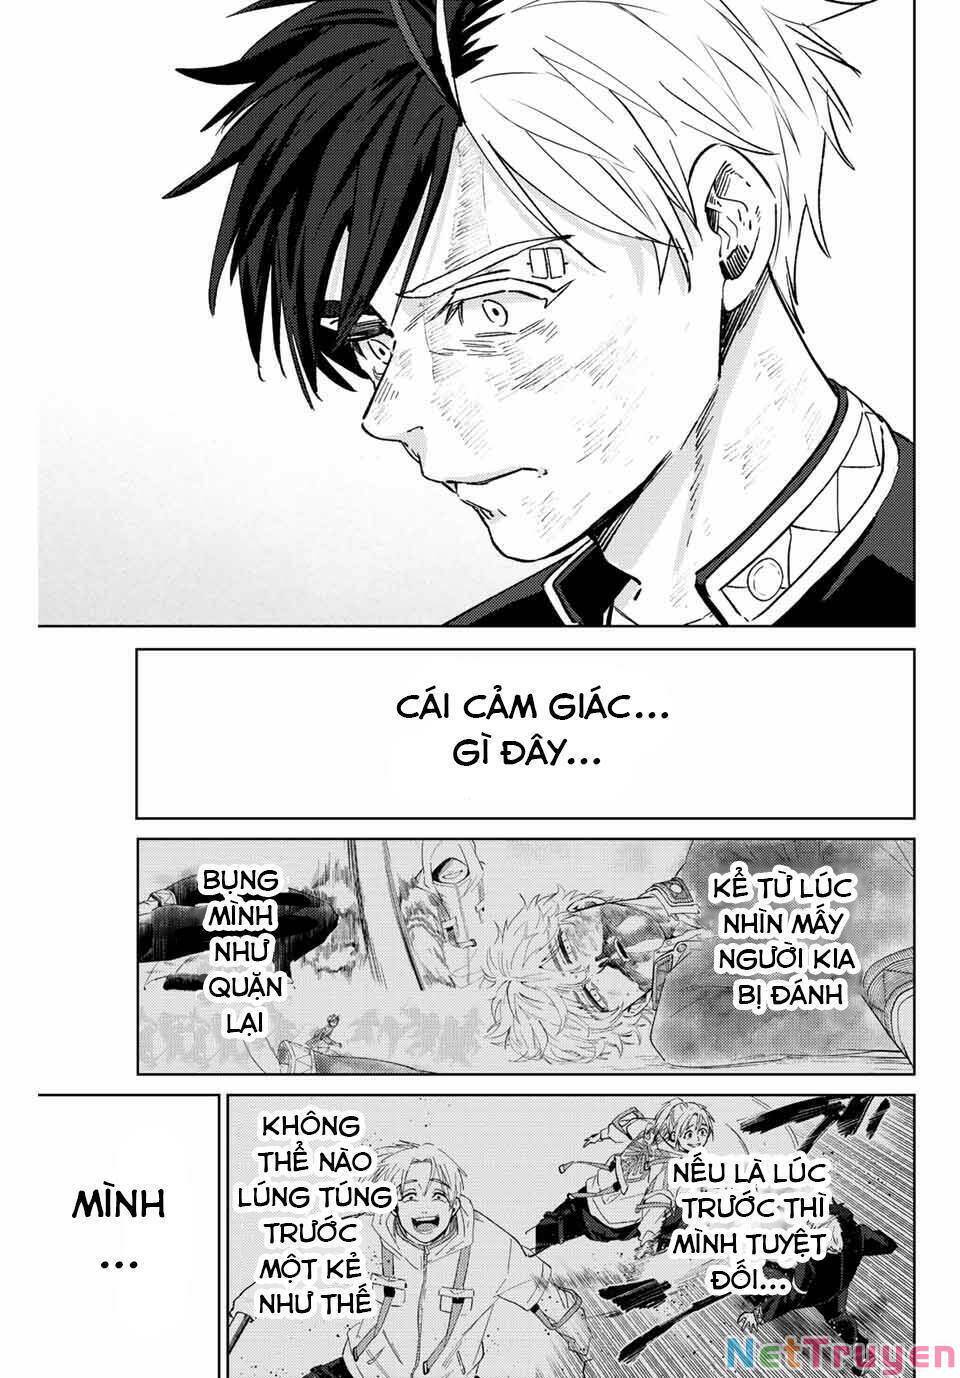 CÁI CẢM GIÁC...
GÌ ĐÂY...
KỂ TỪ LÚC
NHÌN MẤY
NGƯỜI KIA
BỊ ĐÁNH
BỤNG
MÌNH
NHƯ
QUẶN
LẠI
NẾU LÀ LÚC
TRƯỚC THÌ
MÌNH TUYỆT
ĐỐI...
KHÔNG
THỂ NÀO
LÚNG TÚNG
TRƯỚC
MỘT KẺ
NHƯ THẾ
MÌNH
...
NetTruyen